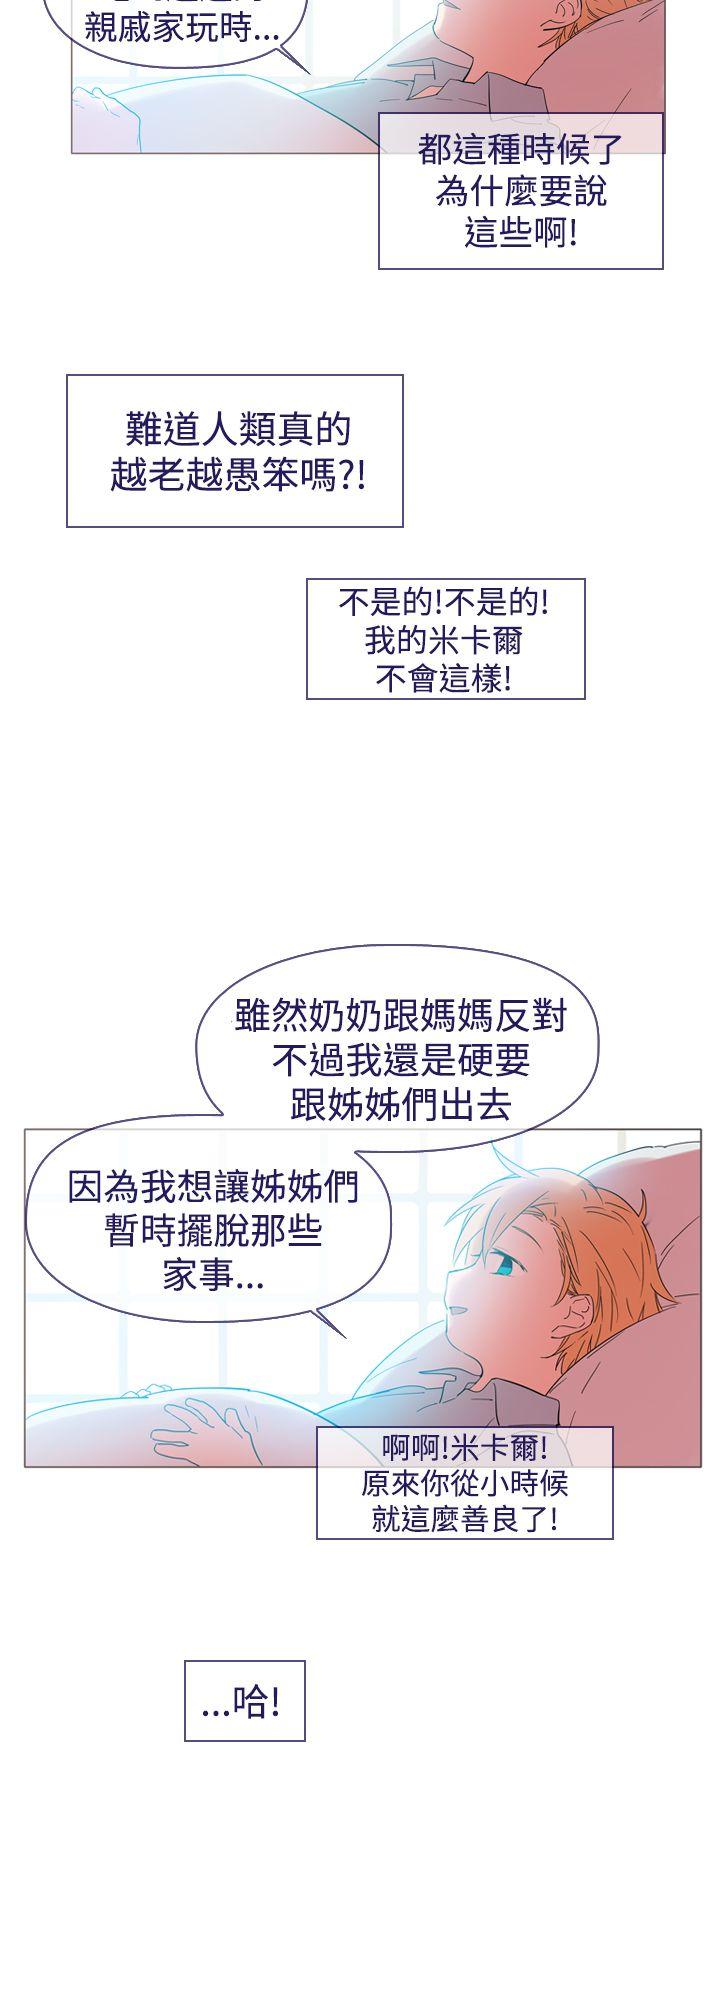 親戚家玩時...
都這種時候了
為什麼要說
這些啊!
難道人類真的
越老越愚笨嗎?!
不是的!不是的!
我的米卡爾
不會這樣!
雖然奶奶跟媽媽反對
不過我還是硬要
跟姊姊們出去
因為我想讓姊姊們
暫時擺脫那些
家事...
啊啊!米卡爾!
原來你從小時候
就這麼善良了!
...哈!